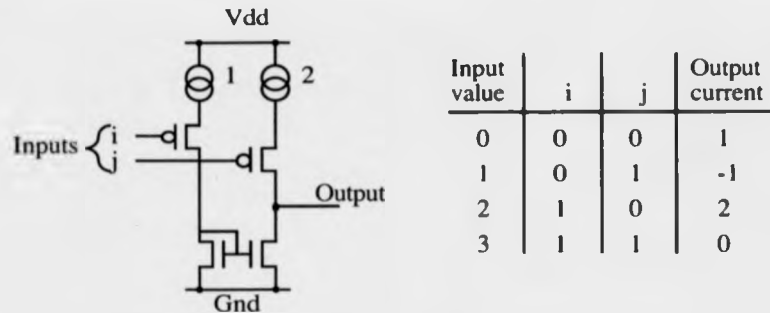 Vdd
1 2
Inputs { i
j
Output
Gnd
Input value i j Output current
0 0 0 1
1 0 1 -1
2 1 0 2
3 1 1 0